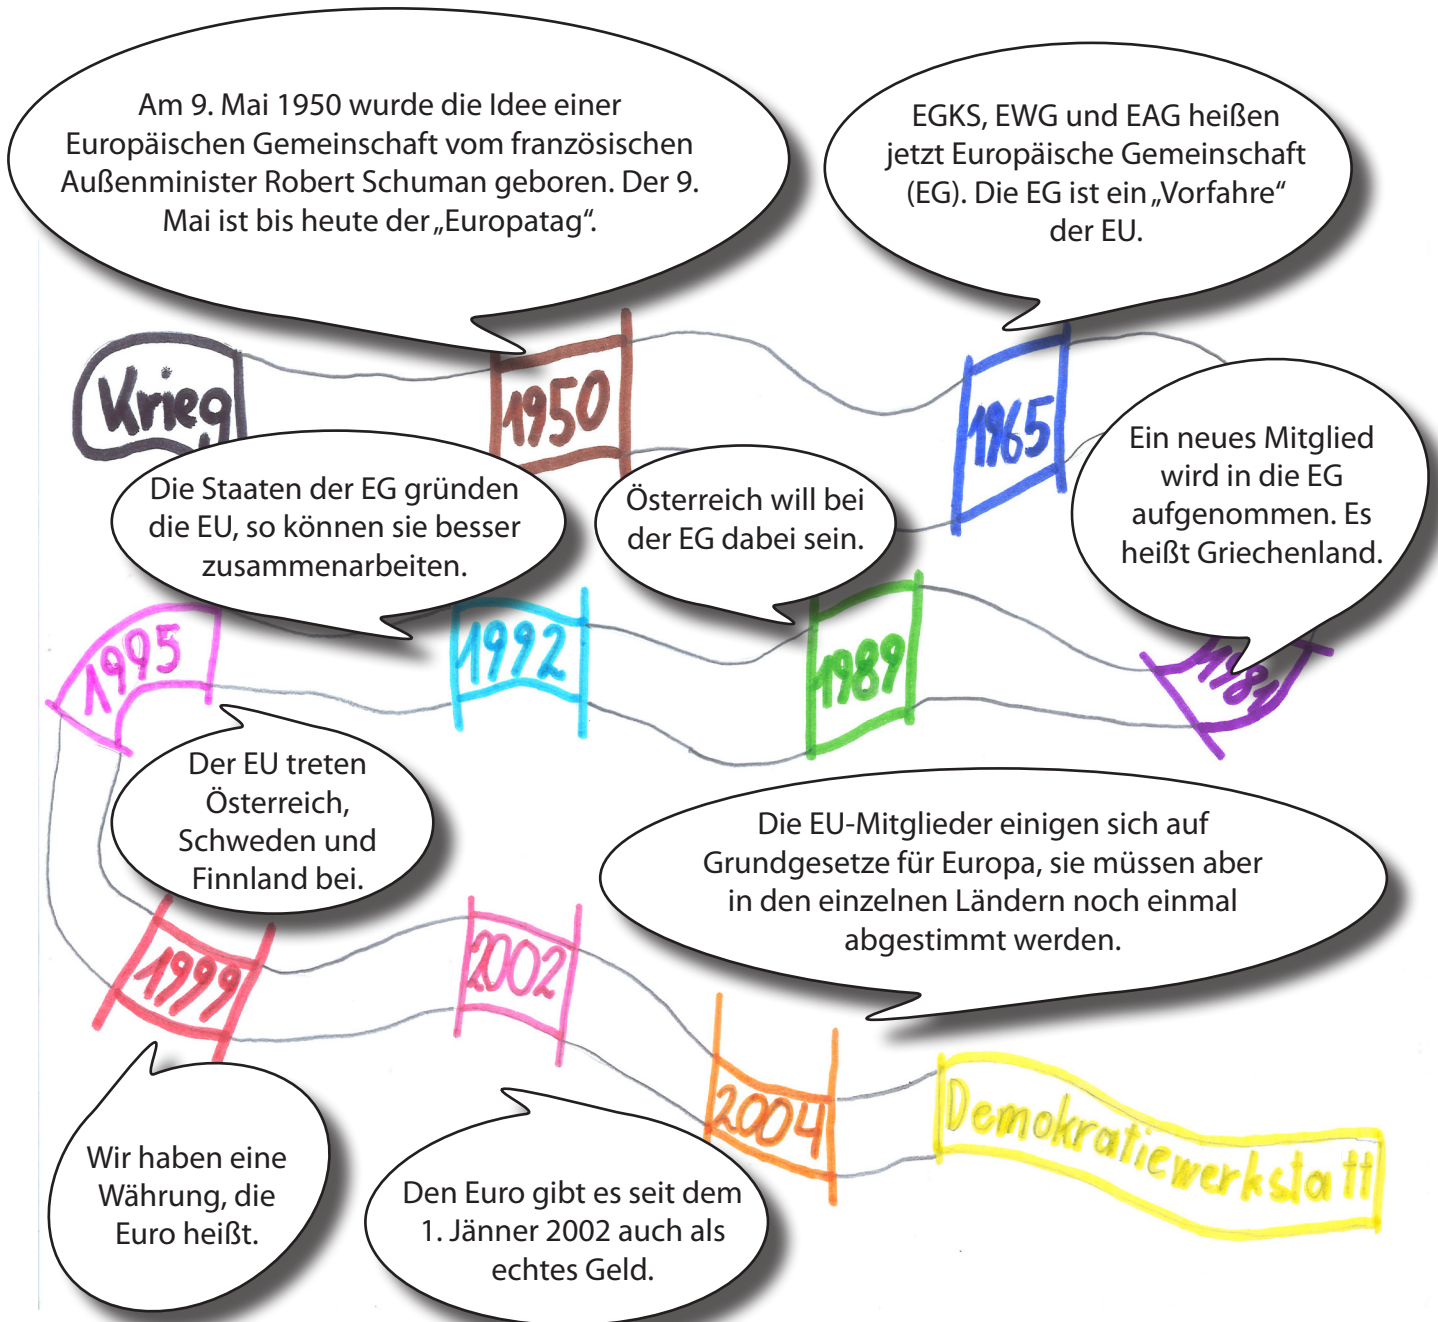 Am 9. Mai 1950 wurde die Idee einer
Europäischen Gemeinschaft vom französischen
Außenminister Robert Schuman geboren. Der 9.
Mai ist bis heute der „Europatag“.
EGKS, EWG und EAG heißen
jetzt Europäische Gemeinschaft
(EG). Die EG ist ein „Vorfahre“
der EU.
Krieg
1950
1965
Ein neues Mitglied
wird in die EG
aufgenommen. Es
heißt Griechenland.
Die Staaten der EG gründen
die EU, so können sie besser
zusammenarbeiten.
Österreich will bei
der EG dabei sein.
1995
1992
1989
1981
Der EU treten
Österreich,
Schweden und
Finnland bei.
Die EU-Mitglieder einigen sich auf
Grundgesetze für Europa, sie müssen aber
in den einzelnen Ländern noch einmal
abgestimmt werden.
1999
2002
2004
Demokratiewerkstatt
Wir haben eine
Währung, die
Euro heißt.
Den Euro gibt es seit dem
1. Jänner 2002 auch als
echtes Geld.